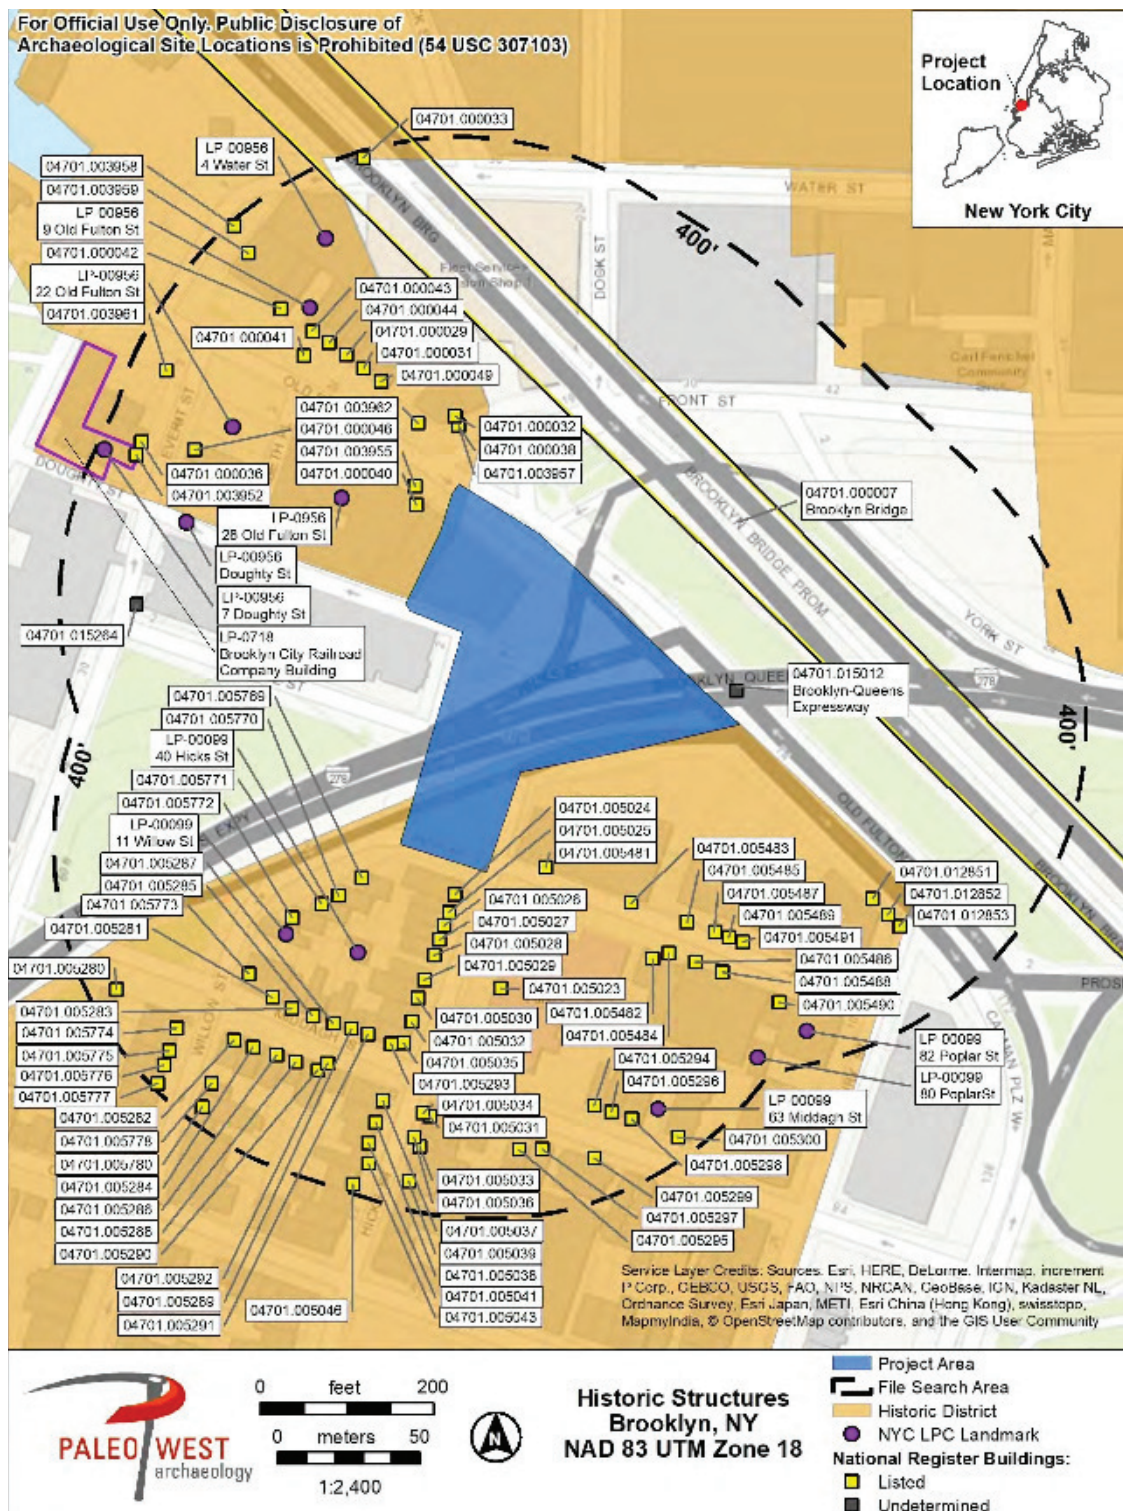 For Official Use Only. Public Disclosure of
Archaeological Site Locations is Prohibited (54 USC 307103)
Project
Location
New York City
04701.000033
LP-00956
4 Water St
04701.003958
04701.003959
LP-00956
9 Old Fulton St
04701.000042
LP-00956
22 Old Fulton St
04701.003961
04701.000043
04701.000044
04701.000029
04701.000031
04701.000049
04701.000041
WATER ST
DOCK ST
400'
BROOKLYN BRG
FRONT ST
42
04701.003962
04701.000046
04701.003955
04701.000040
04701.000032
04701.000038
04701.003957
EVERIT ST
DOUGHTY ST
04701.000036
04701.003952
LP-0956
28 Old Fulton St
LP-00956
Doughty St
LP-00956
7 Doughty St
LP-0718
Brooklyn City Railroad
Company Building
04701.015264
04701.000007
Brooklyn Bridge
BROOKLYN BRIDGE PROM
YORK ST
04701.015012
Brooklyn-Queens
Expressway
278
400'
400'
278
EXPY
OLD FULTON
04701.005769
04701.005770
LP-00099
40 Hicks St
04701.005771
04701.005772
LP-00099
11 Willow St
04701.005287
04701.005285
04701.005773
04701.005281
04701.005280
04701.005283
04701.005774
04701.005775
04701.005776
04701.005777
04701.005282
04701.005778
04701.005780
04701.005284
04701.005286
04701.005288
04701.005290
04701.005292
04701.005289
04701.005291
04701.005046
04701.005024
04701.005025
04701.005481
04701.005026
04701.005027
04701.005028
04701.005029
04701.005023
04701.005030
04701.005032
04701.005035
04701.005293
04701.005034
04701.005031
04701.005033
04701.005036
04701.005037
04701.005039
04701.005038
04701.005041
04701.005043
04701.005483
04701.005485
04701.005487
04701.005489
04701.005491
04701.005486
04701.005488
04701.005490
04701.005482
04701.005484
04701.012851
04701.012852
04701.012853
LP-00099
82 Poplar St
LP-00099
80 PoplarSt
04701.005294
04701.005296
LP 00099
63 Middagh St
04701.005300
04701.005298
04701.005299
04701.005297
04701.005295
WILLOW ST
Service Layer Credits: Sources: Esri, HERE, DeLorme, Intermap, increment
P Corp., GEBCO, USGS, FAO, NPS, NRCAN, GeoBase, IGN, Kadaster NL,
Ordnance Survey, Esri Japan, METI, Esri China (Hong Kong), swisstopo,
MapmyIndia, © OpenStreetMap contributors, and the GIS User Community
PALEOWEST
archaeology
0 feet 200
0 meters 50
1:2,400
N
Historic Structures
Brooklyn, NY
NAD 83 UTM Zone 18
Project Area
File Search Area
Historic District
NYC LPC Landmark
National Register Buildings:
Listed
Undetermined